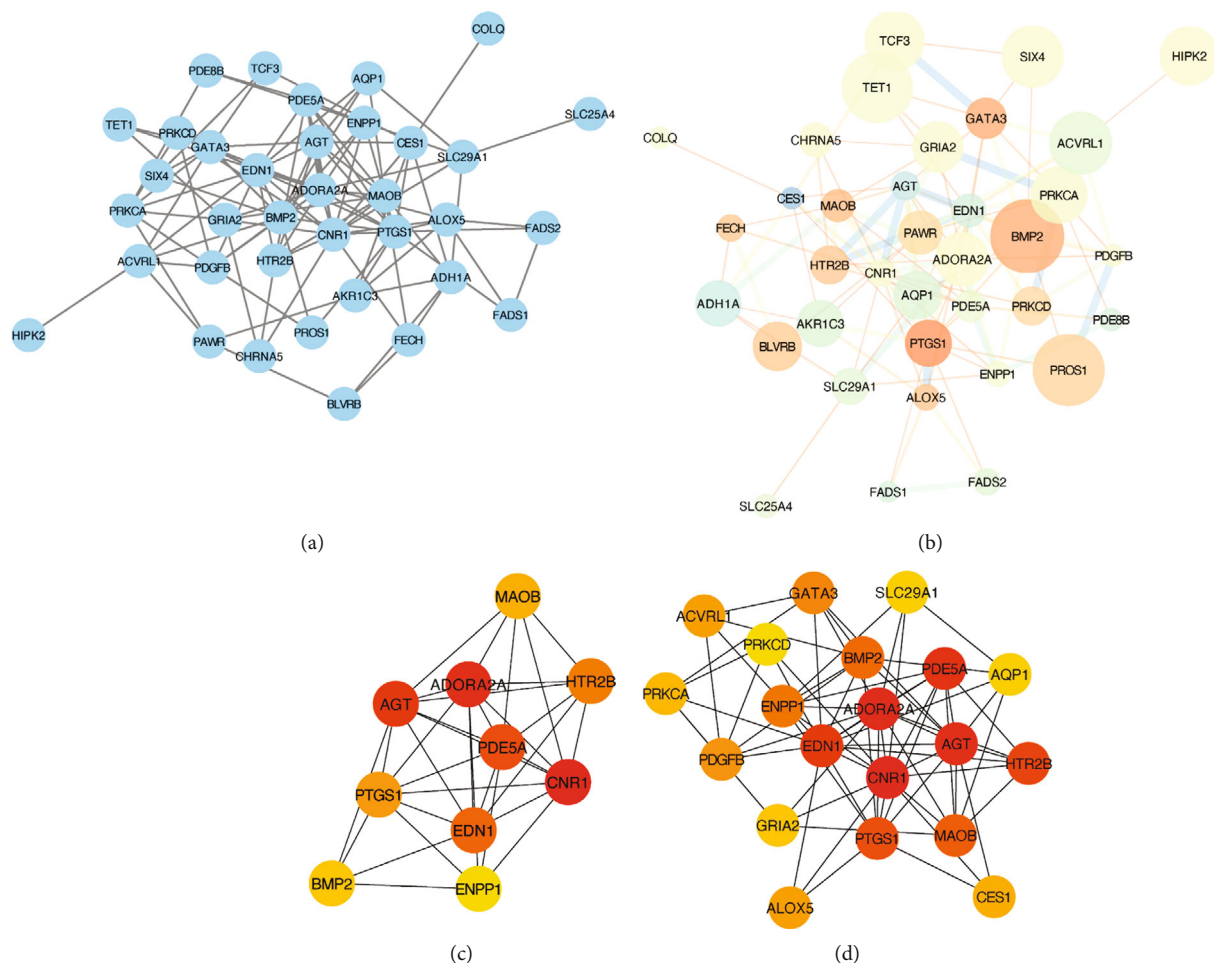 COLQ
PDE8B
TCF3
AQP1
PDE5A
SLC25A4
TET1
PRKCD
ENPP1
GATA3
AGT
CES1
SLC29A1
SIX4
EDN1
ADORA2A
MAOB
PRKCA
GRIA2
BMP2
ALOX5
FADS2
CNR1
PTGS1
ACVRL1
PDGFB
HTR2B
ADH1A
AKR1C3
FADS1
HIPK2
PAWR
PROS1
CHRNA5
FECH
BLVRB
(a)
TCF3
SIX4
HIPK2
TET1
GATA3
COLQ
CHRNA5
GRIA2
ACVRL1
AGT
PRKCA
CES1
MAOB
EDN1
FECH
PAWR
BMP2
HTR2B
CNR1
ADORA2A
PDGFB
ADH1A
AQP1
PDE5A
PRKCD
AKR1C3
PDE8B
BLVRB
PTGS1
SLC29A1
ENPP1
PROS1
ALOX5
FADS1
FADS2
SLC25A4
(b)
MAOB
ADORA2A
HTR2B
AGT
PDE5A
CNR1
PTGS1
EDN1
BMP2
ENPP1
(c)
GATA3
SLC29A1
ACVRL1
PRKCD
BMP2
PDE5A
AQP1
PRKCA
ENPP1
ADORA2A
EDN1
AGT
PDGFB
HTR2B
CNR1
GRIA2
PTGS1
MAOB
ALOX5
CES1
(d)